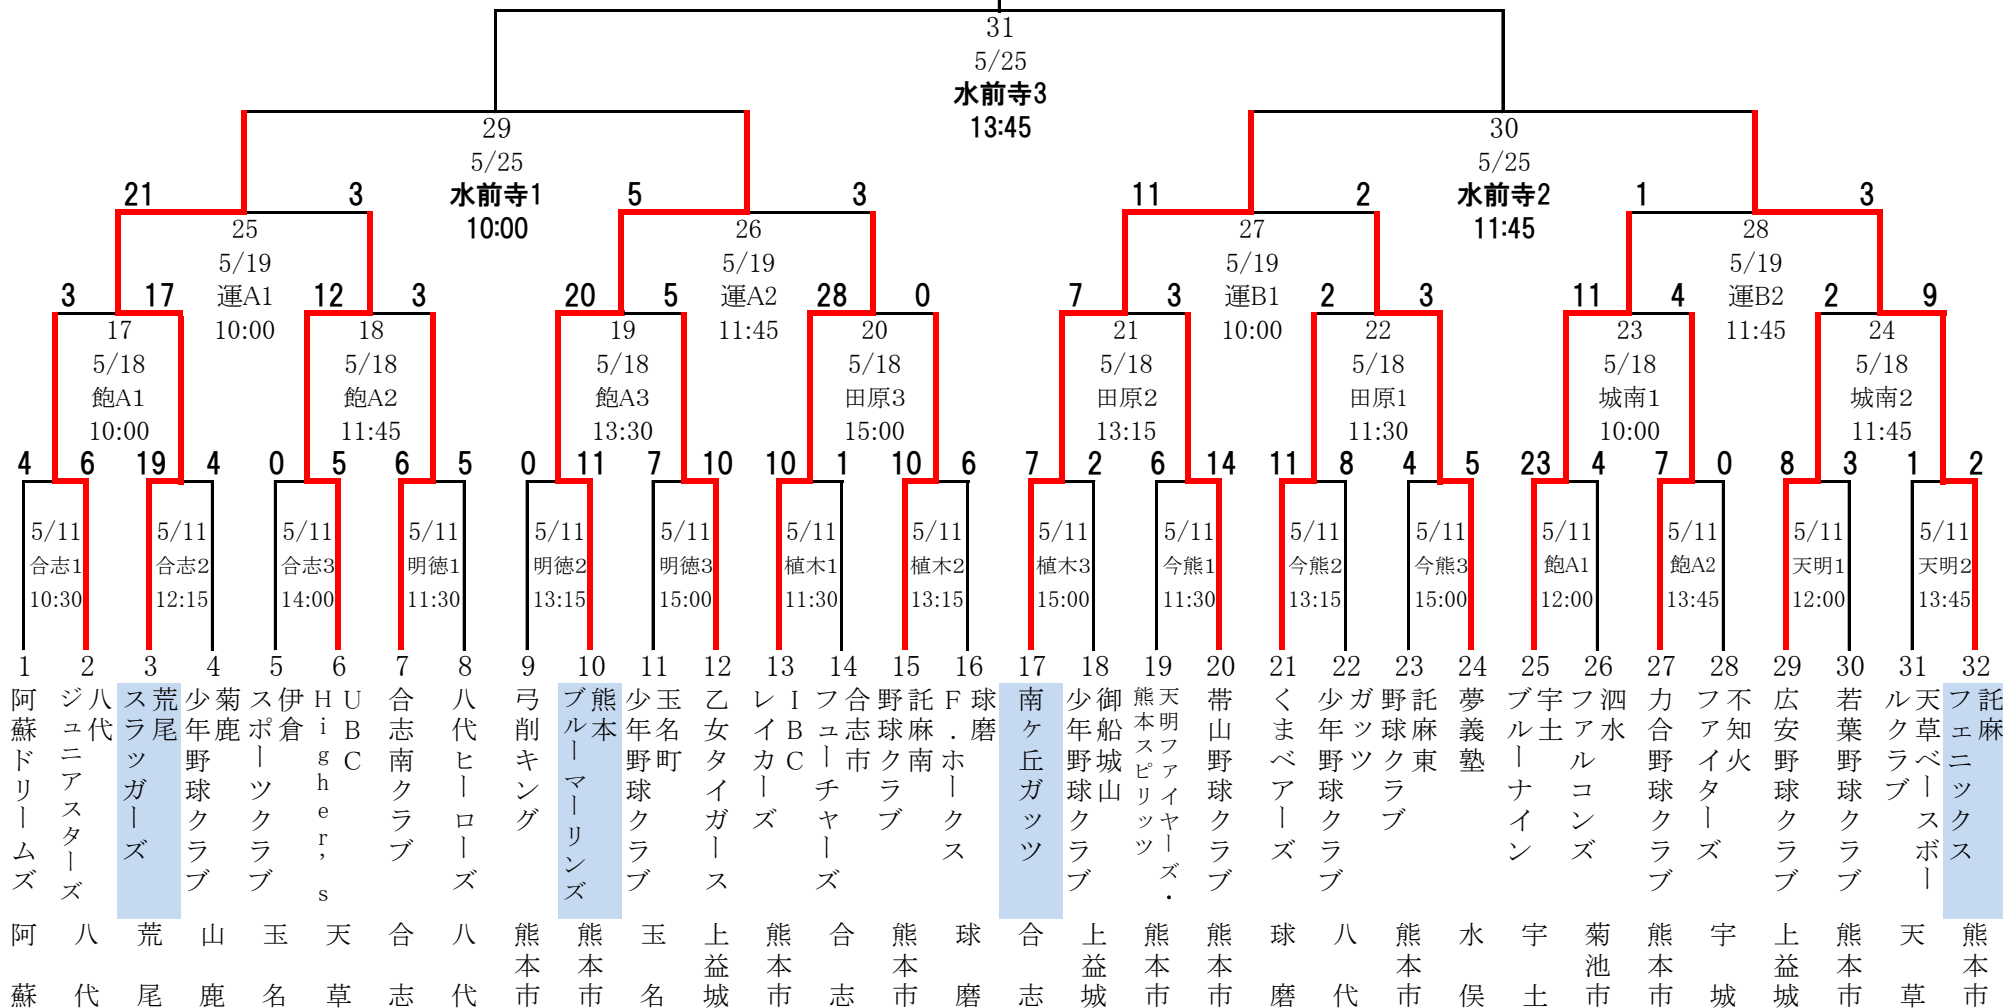 31
5/25
水前寺3
13:45
29
5/25
水前寺1
10:00
30
5/25
水前寺2
11:45
21 3 5 3 11 2 1 3
25 26 27 28
5/19 5/19 5/19 5/19
運A1 運A2 運B1 運B2
10:00 11:45 10:00 11:45
3 17 12 3 20 5 28 0 7 3 2 3 11 4 2 9
17 18 19 20 21 22 23 24
5/18 5/18 5/18 5/18 5/18 5/18 5/18 5/18
飽A1 飽A2 飽A3 田原3 田原2 田原1 城南1 城南2
10:00 11:45 13:30 15:00 13:15 11:30 10:00 11:45
4 6 19 4 0 5 6 5 0 11 7 10 10 1 10 6 7 2 6 14 11 8 4 5 23 4 7 0 8 3 1 2
5/11 5/11 5/11 5/11 5/11 5/11 5/11 5/11 5/11 5/11 5/11 5/11 5/11 5/11 5/11 5/11
合志1 合志2 合志3 明徳1 明徳2 明徳3 植木1 植木2 植木3 今熊1 今熊2 今熊3 飽A1 飽A2 天明1 天明2
10:30 12:15 14:00 11:30 13:15 15:00 11:30 13:15 15:00 11:30 13:15 15:00 12:00 13:45 12:00 13:45
1 2 3 4 5 6 7 8 9 10 11 12 13 14 15 16 17 18 19 20 21 22 23 24 25 26 27 28 29 30 31 32
阿蘇ドリームズ
八代
ジュニアスターズ
荒尾
スラッガーズ
菊鹿
少年野球クラブ
伊倉
スポーツクラブ
UBC
Higher's
合志南クラブ
八代ヒーローズ
弓削キング
熊本
ブルーマーリンズ
玉名町
少年野球クラブ
乙女タイガース
IBC
レイカーズ
合志市
フューチャーズ
託麻南
野球クラブ
球磨
F.ホークス
南ケ丘ガッツ
御船城山
少年野球クラブ
天明ファイヤーズ・
熊本スピリッツ
帯山野球クラブ
くまベアーズ
ガッツ
少年野球クラブ
託麻東
野球クラブ
夢義塾
宇土
ブルーナイン
泗水
ファルコンズ
力合野球クラブ
不知火
ファイターズ
広安野球クラブ
若葉野球クラブ
天草ベースボー
ルクラブ
託麻
フェニックス
阿蘇 八代 荒尾 山鹿 玉名 天草 合志 八代 熊本市 熊本市 玉名 上益城 熊本市 合志 熊本市 球磨 合志 上益城 熊本市 熊本市 球磨 八代 熊本市 水俣 宇土 菊池市 熊本市 宇城 上益城 熊本市 天草 熊本市